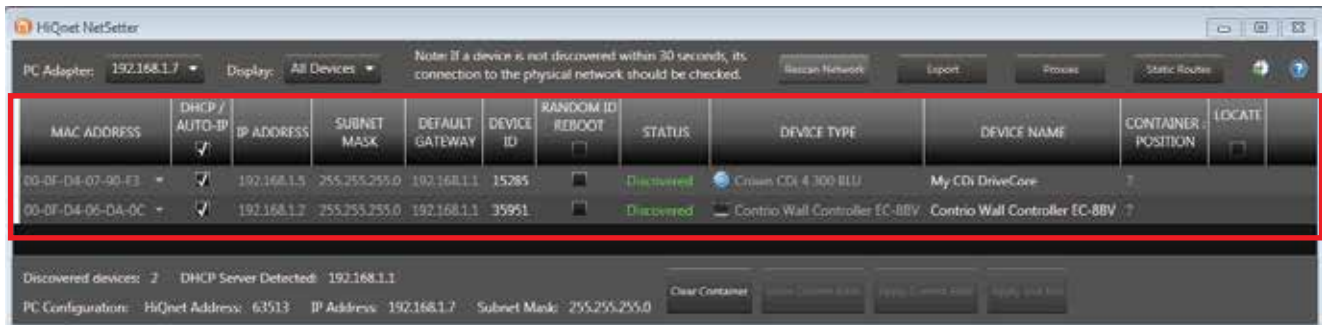 HiQnet NetSetter
PC Adapter: 192.168.1.7 Display: All Devices Note: If a device is not discovered within 30 seconds, its connection to the physical network should be checked. Rescan Network Export Proxies Static Routes
MAC ADDRESS DHCP / AUTO-IP IP ADDRESS SUBNET MASK DEFAULT GATEWAY DEVICE ID RANDOM ID REBOOT STATUS DEVICE TYPE DEVICE NAME CONTAINER : POSITION LOCATE
00-0F-D4-07-90-F3 192.168.1.5 255.255.255.0 192.168.1.1 15285 Discovered Crown CDi 4 300 BLU My CDi DriveCore ?
00-0F-D4-06-DA-0C 192.168.1.2 255.255.255.0 192.168.1.1 35951 Discovered Contrio Wall Controller EC-8BV Contrio Wall Controller EC-8BV ?
Discovered devices: 2 DHCP Server Detected: 192.168.1.1
Clear Container
PC Configuration: HiQnet Address: 63513 IP Address: 192.168.1.7 Subnet Mask: 255.255.255.0